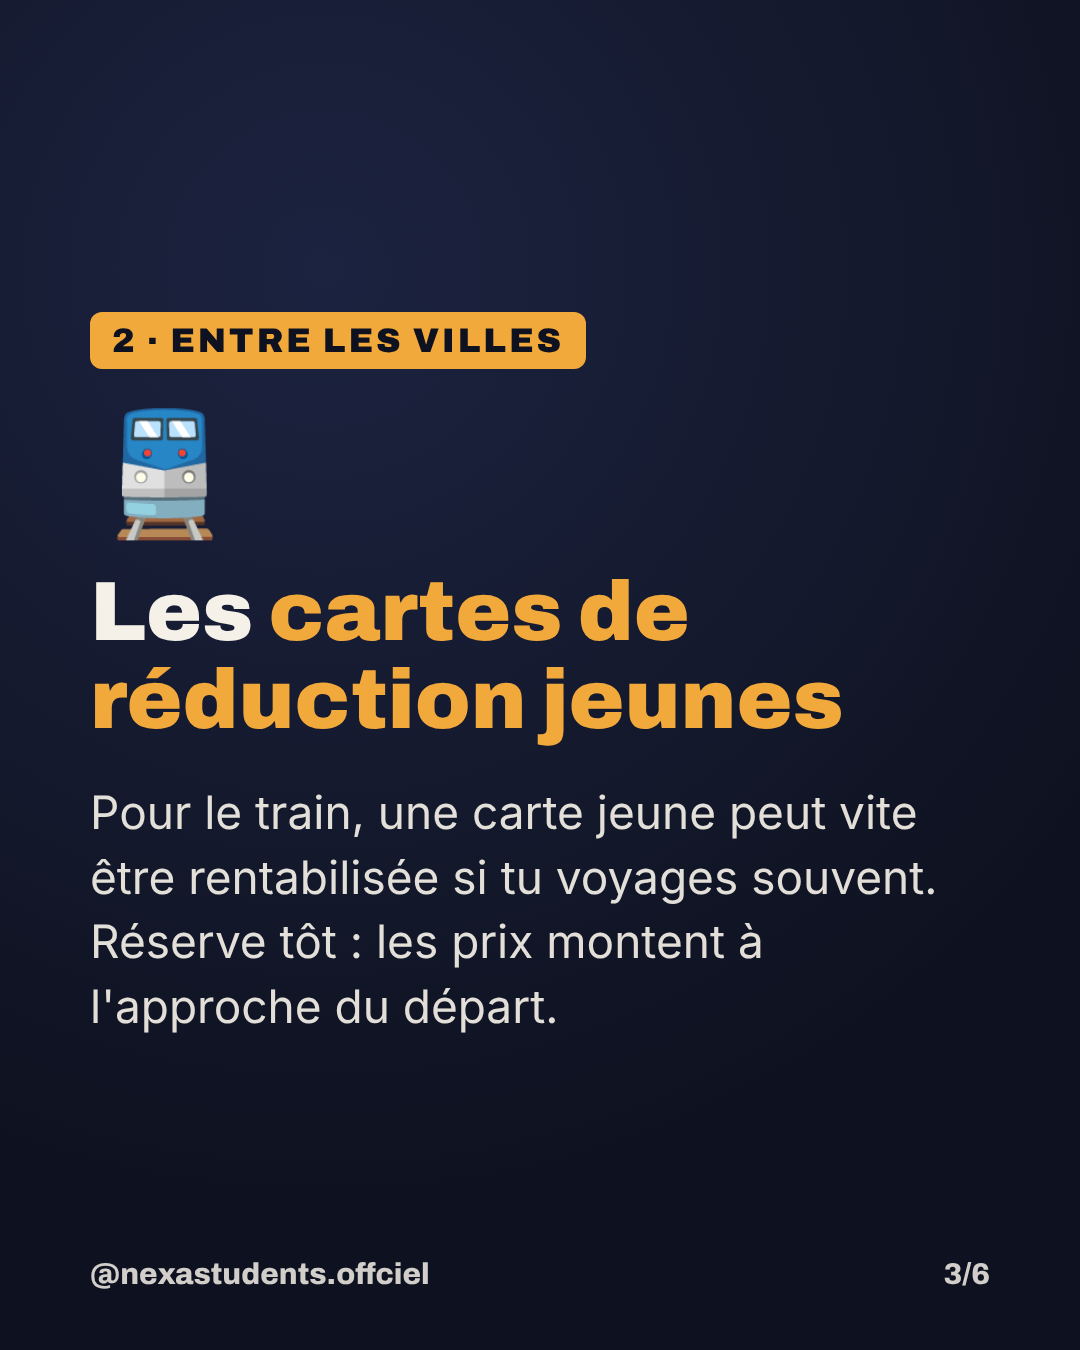 2 · ENTRE LES VILLES
Les cartes de
réduction jeunes
Pour le train, une carte jeune peut vite
être rentabilisée si tu voyages souvent.
Réserve tôt : les prix montent à
l'approche du départ.
@nexastudents.offciel
3/6